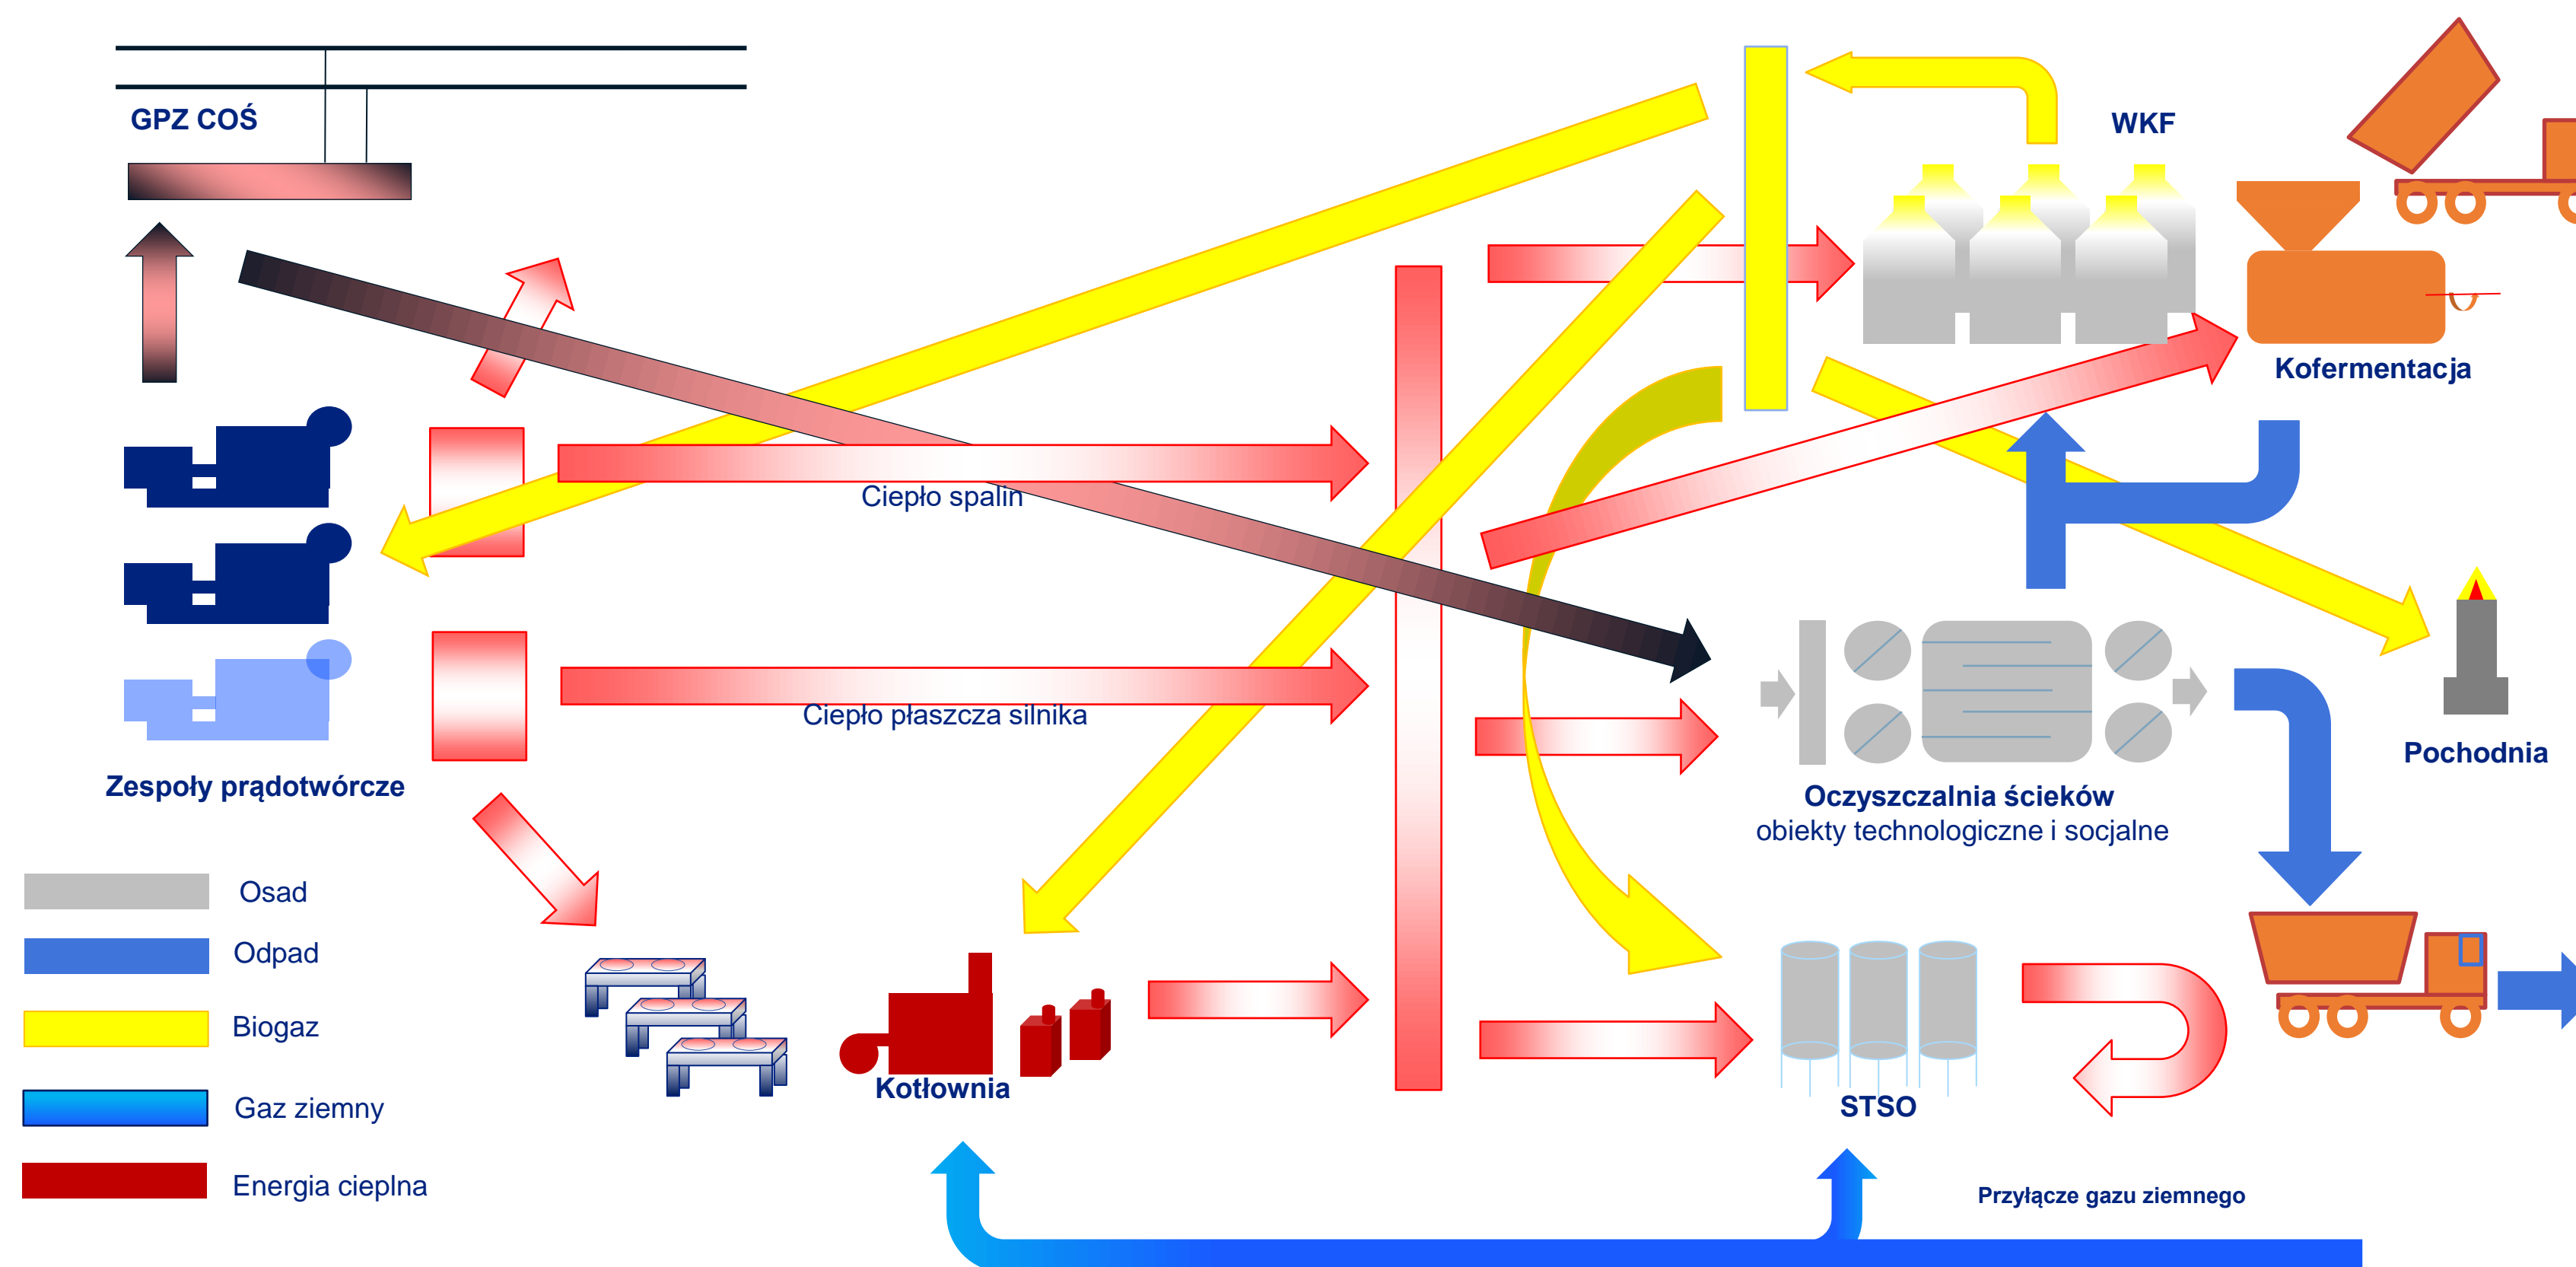 GPZ COŚ
WKF
Kofermentacja
Ciepło spalin
Ciepło płaszcza silnika
Pochodnia
Zespoły prądotwórcze
Oczyszczalnia ścieków
obiekty technologiczne i socjalne
Osad
Odpad
Biogaz
Gaz ziemny
Energia cieplna
Kotłownia
STSO
Przyłącze gazu ziemnego